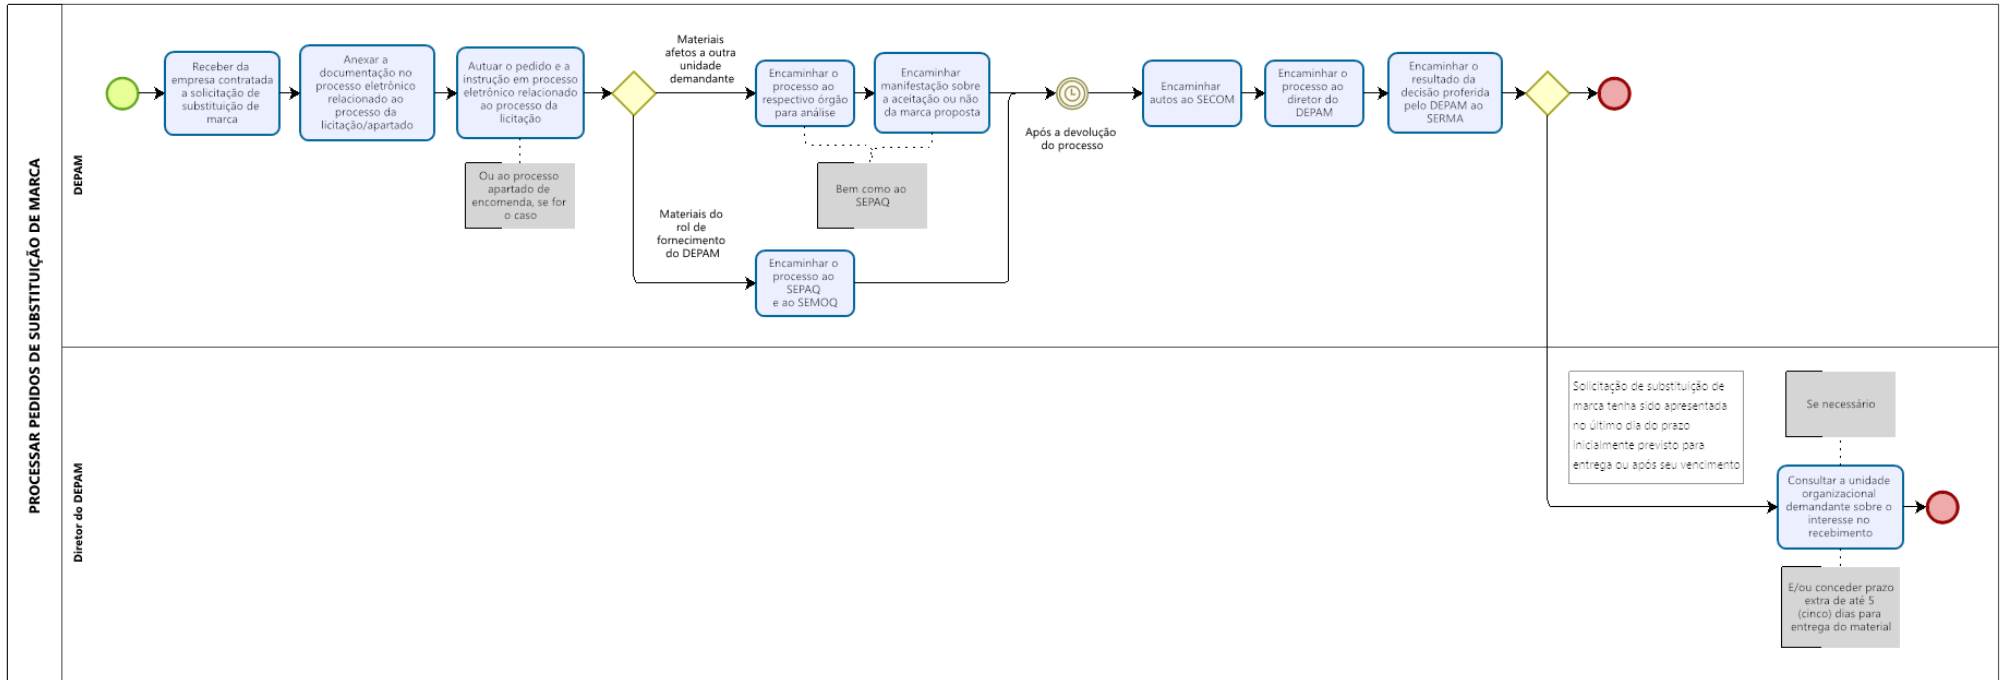 PROCESSAR PEDIDOS DE SUBSTITUIÇÃO DE MARCA
DEPAM
Receber da
empresa contratada
a solicitação de
substituição de
marca
Anexar a
documentação no
processo eletrônico
relacionado ao
processo da
licitação/apartado
Autuar o pedido e a
instrução em processo
eletrônico relacionado
ao processo da
licitação
Ou ao processo
apartado de
encomenda, se for
o caso
Materiais
afetos a outra
unidade
demandante
Encaminhar o
processo ao
respectivo órgão
para análise
Encaminhar
manifestação sobre
a aceitação ou não
da marca proposta
Bem como ao
SEPAQ
Materiais do
rol de
fornecimento
do DEPAM
Encaminhar o
processo ao
SEPAQ
e ao SEMOQ
Após a devolução
do processo
Encaminhar
autos ao SECOM
Encaminhar o
processo ao
diretor do
DEPAM
Encaminhar o
resultado da
decisão proferida
pelo DEPAM ao
SERMA
Diretor do DEPAM
Solicitação de substituição de
marca tenha sido apresentada
no último dia do prazo
inicialmente previsto para
entrega ou após seu vencimento
Se necessário
Consultar a unidade
organizacional
demandante sobre o
interesse no
recebimento
E/ou conceder prazo
extra de até 5
(cinco) dias para
entrega do material